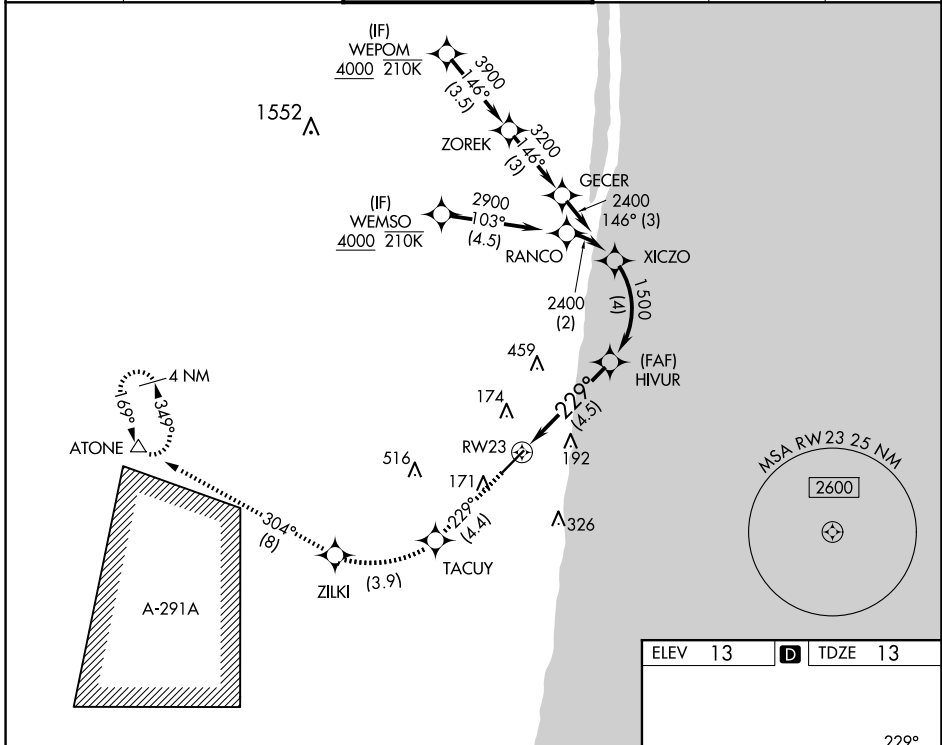 (IF)
WEPOM
4000 210K
3900
146°
(3.5)
1552
ZOREK
3200
146°
(3)
GECER
2400
146° (3)
(IF)
WEMSO
4000 210K
2900
103°
(4.5)
RANCO
XICZO
2400
(2)
1500
(4)
459
(FAF)
HIVUR
229°
(4.5)
174
4 NM
169°
349°
ATONE
RW23
192
516
171
MSA RW 23 25 NM
2600
229°
(4.4)
326
304°
(8)
TACUY
ZILKI
(3.9)
A-291A
ELEV 13 D TDZE 13
229°